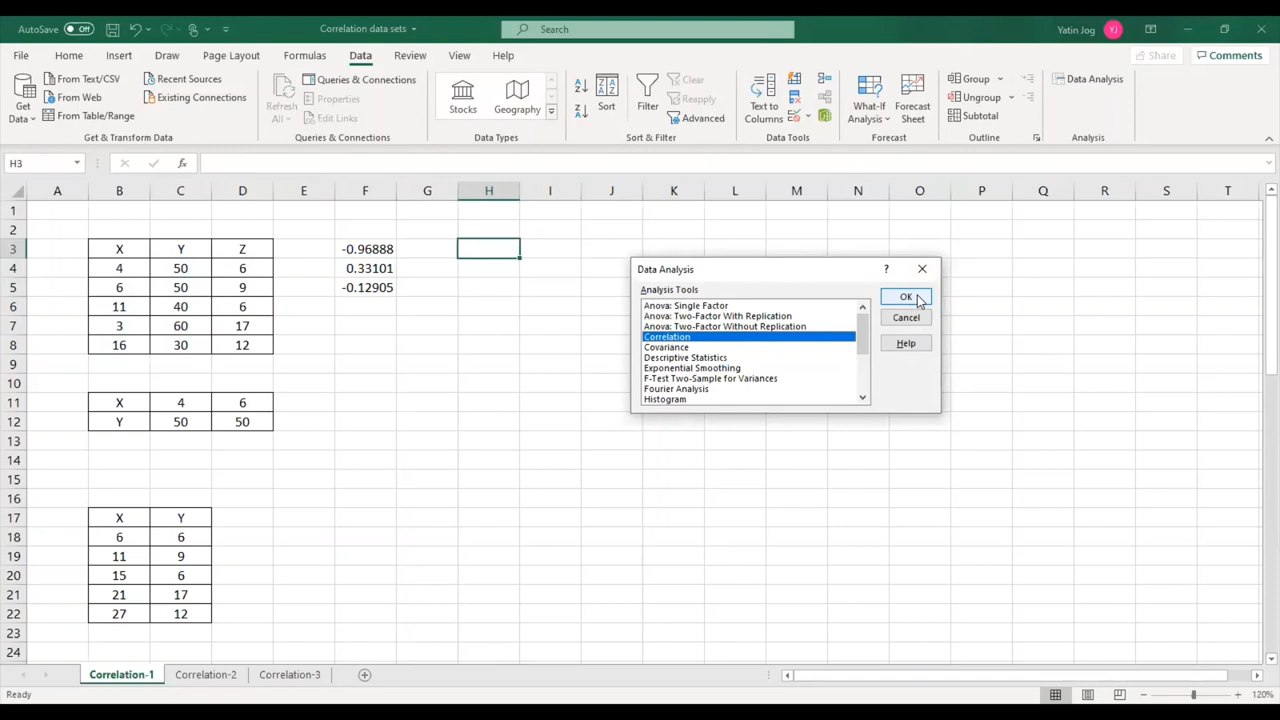 AutoSave Off Correlation data sets Search Yatin Jog YJ
File Home Insert Draw Page Layout Formulas Data Review View Help Share Comments
Get Data From Text/CSV Recent Sources
From Web Existing Connections
From Table/Range
Get & Transform Data
Refresh All Queries & Connections
Properties
Edit Links
Queries & Connections
Stocks Geography
Data Types
Sort Filter Clear
Reapply
Advanced
Sort & Filter
Text to Columns
Data Tools
What-If Analysis Forecast Sheet
Forecast
Group
Ungroup
Subtotal
Outline
Data Analysis
Analysis
H3 fx
A B C D E F G H I J K L M N O P Q R S T
1
2
3 X Y Z -0.96888
4 4 50 6 0.33101
5 6 50 9 -0.12905
6 11 40 6
7 3 60 17
8 16 30 12
9
10
11 X 4 6
12 Y 50 50
13
14
15
16
17 X Y
18 6 6
19 11 9
20 15 6
21 21 17
22 27 12
23
24
Data Analysis ?
Analysis Tools
Anova: Single Factor
Anova: Two-Factor With Replication
Anova: Two-Factor Without Replication
Correlation
Covariance
Descriptive Statistics
Exponential Smoothing
F-Test Two-Sample for Variances
Fourier Analysis
Histogram
OK
Cancel
Help
Correlation-1 Correlation-2 Correlation-3
Ready 120%